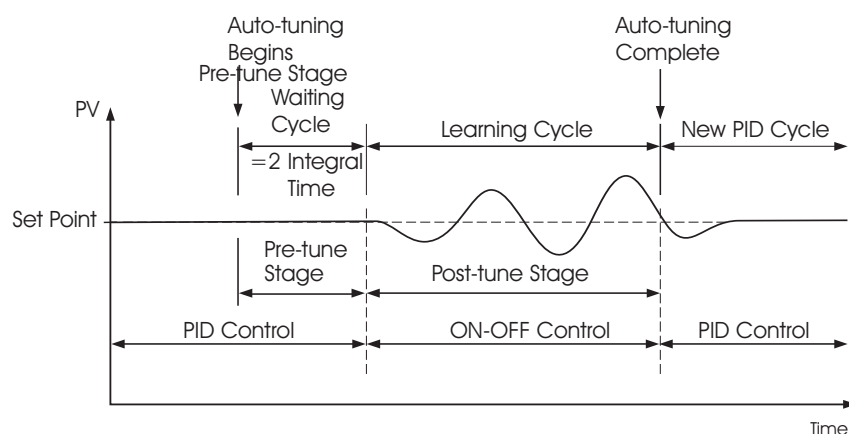 Auto-tuning
Begins
Pre-tune Stage
Auto-tuning
Complete
PV
Waiting
Cycle
Learning Cycle
New PID Cycle
=2 Integral
Time
Set Point
Pre-tune
Stage
Post-tune Stage
PID Control
ON-OFF Control
PID Control
Time